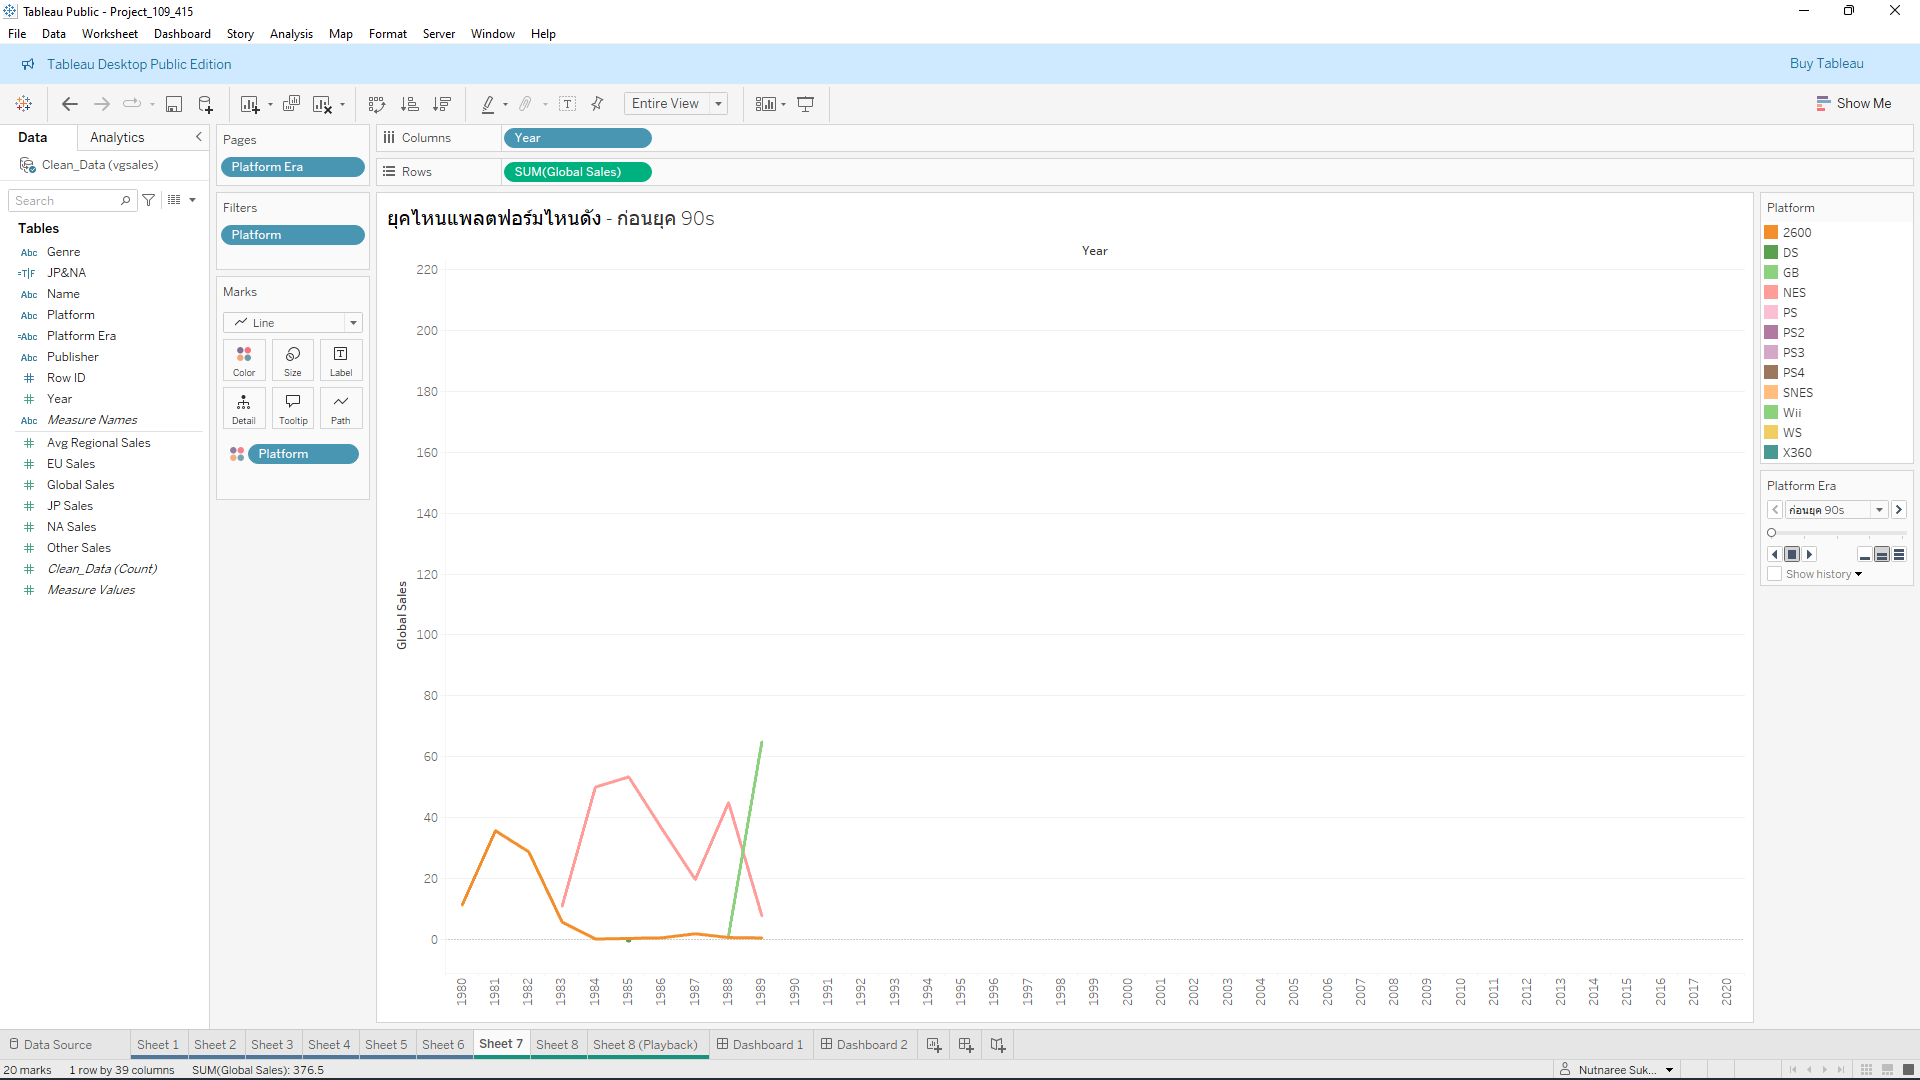 Tableau Public - Project_109_415
File Data Worksheet Dashboard Story Analysis Map Format Server Window Help
Tableau Desktop Public Edition
Buy Tableau
Entire View
Show Me
Data
Analytics
Clean_Data (vgsales)
Search
Tables
Abc Genre
=T|F JP&NA
Abc Name
Abc Platform
=Abc Platform Era
Abc Publisher
# Row ID
# Year
Abc Measure Names
# Avg Regional Sales
# EU Sales
# Global Sales
# JP Sales
# NA Sales
# Other Sales
# Clean_Data (Count)
# Measure Values
Pages
Platform Era
Filters
Platform
Marks
Line
Color Size Label
Detail Tooltip Path
Platform
Columns
Year
Rows
SUM(Global Sales)
ยุคไหนแพลตฟอร์มไหนดัง - ก่อนยุค 90s
Year
Global Sales
220
200
180
160
140
120
100
80
60
40
20
0
1980 1981 1982 1983 1984 1985 1986 1987 1988 1989 1990 1991 1992 1993 1994 1995 1996 1997 1998 1999 2000 2001 2002 2003 2004 2005 2006 2007 2008 2009 2010 2011 2012 2013 2014 2015 2016 2017 2020
Platform
2600
DS
GB
NES
PS
PS2
PS3
PS4
SNES
Wii
WS
X360
Platform Era
ก่อนยุค 90s
Show history
Data Source Sheet 1 Sheet 2 Sheet 3 Sheet 4 Sheet 5 Sheet 6 Sheet 7 Sheet 8 Sheet 8 (Playback) Dashboard 1 Dashboard 2
20 marks 1 row by 39 columns SUM(Global Sales): 376.5
Nutnaree Suk...